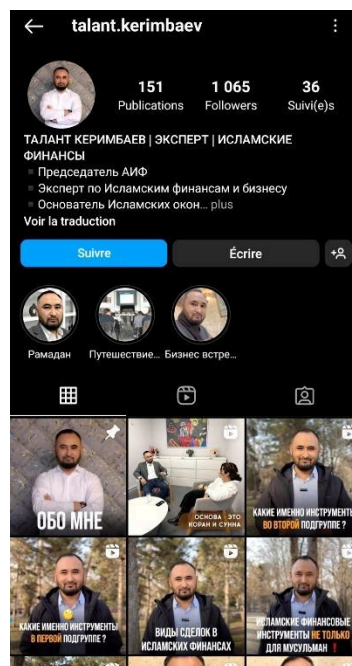 talant.kerimbaev
151
1 065
36
Publications
Followers
Suivi(e)s
ТАЛАНТ КЕРИМБАЕВ | ЭКСПЕРТ | ИСЛАМСКИЕ
ФИНАНСЫ
▪ Председатель АИФ
▪ Эксперт по Исламским финансам и бизнесу
▪ Основатель Исламских окон... plus
Voir la traduction
Suivre
Écrire
Рамадан
Путешествие...
Бизнес встре...
ОБО МНЕ
ОСНОВА ЭТО
КОРАН И СУННА
КАКИЕ ИМЕННО ИНСТРУМЕНТЫ
ВО ВТОРОЙ ПОДГРУППЕ ?
КАКИЕ ИМЕННО ИНСТРУМЕНТЫ
В ПЕРВОЙ ПОДГРУППЕ ?
ВИДЫ СДЕЛОК В
ИСЛАМСКИХ ФИНАНСАХ
ИСЛАМСКИЕ ФИНАНСОВЫЕ
ИНСТРУМЕНТЫ НЕ ТОЛЬКО
ДЛЯ МУСУЛЬМАН !